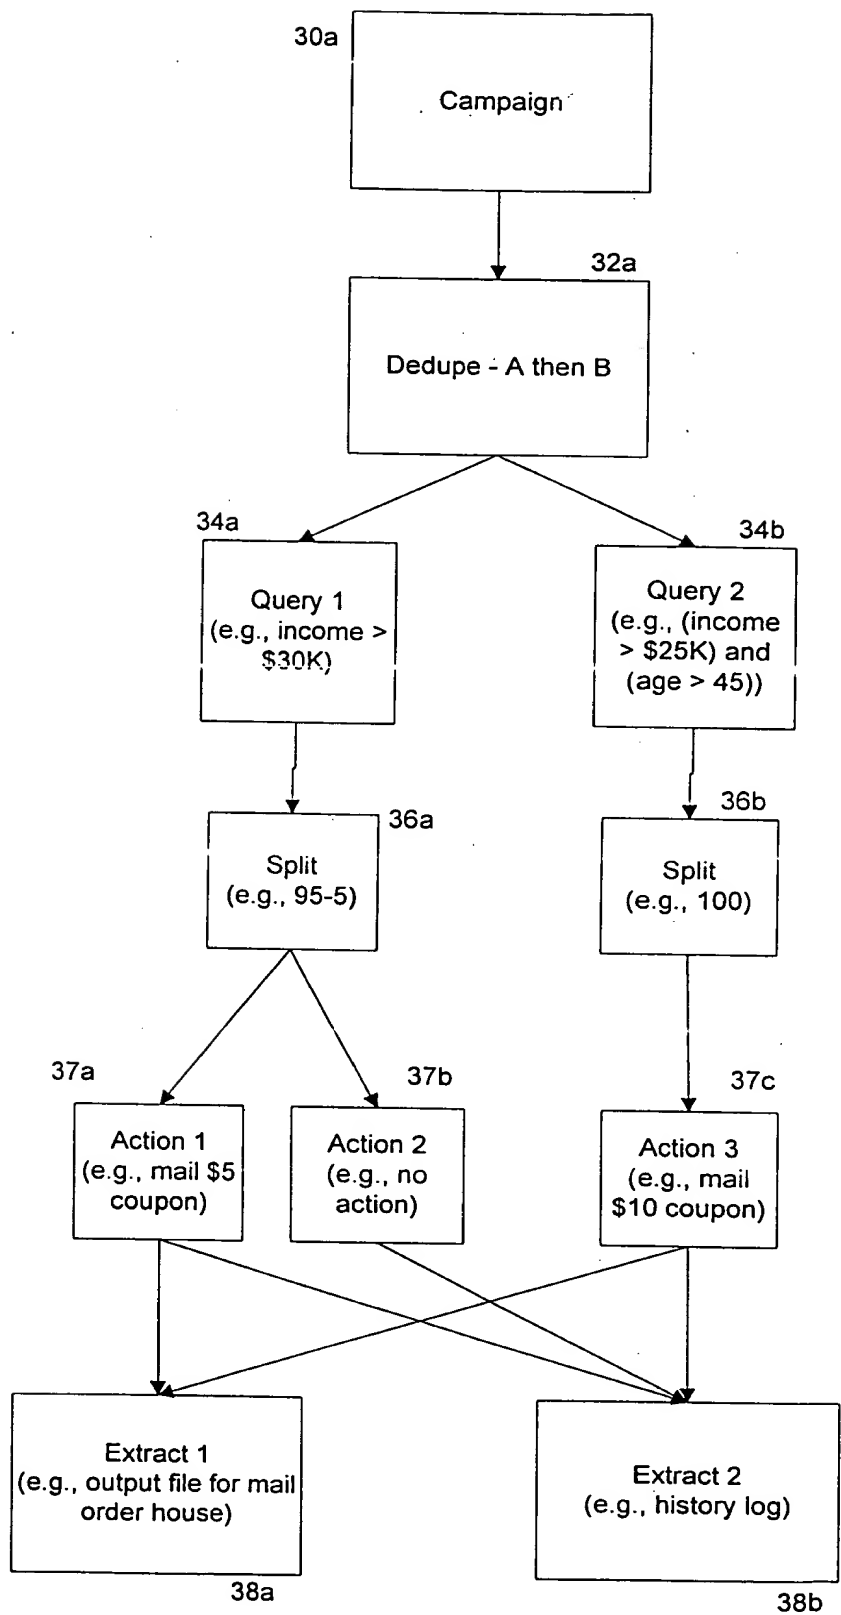 30a
Campaign
32a
Dedupe - A then B
34a
Query 1
(e.g., income >
$30K)
34b
Query 2
(e.g., (income
> $25K) and
(age > 45))
36a
Split
(e.g., 95-5)
36b
Split
(e.g., 100)
37a
Action 1
(e.g., mail $5
coupon)
37b
Action 2
(e.g., no
action)
37c
Action 3
(e.g., mail
$10 coupon)
Extract 1
(e.g., output file for mail
order house)
38a
Extract 2
(e.g., history log)
38b